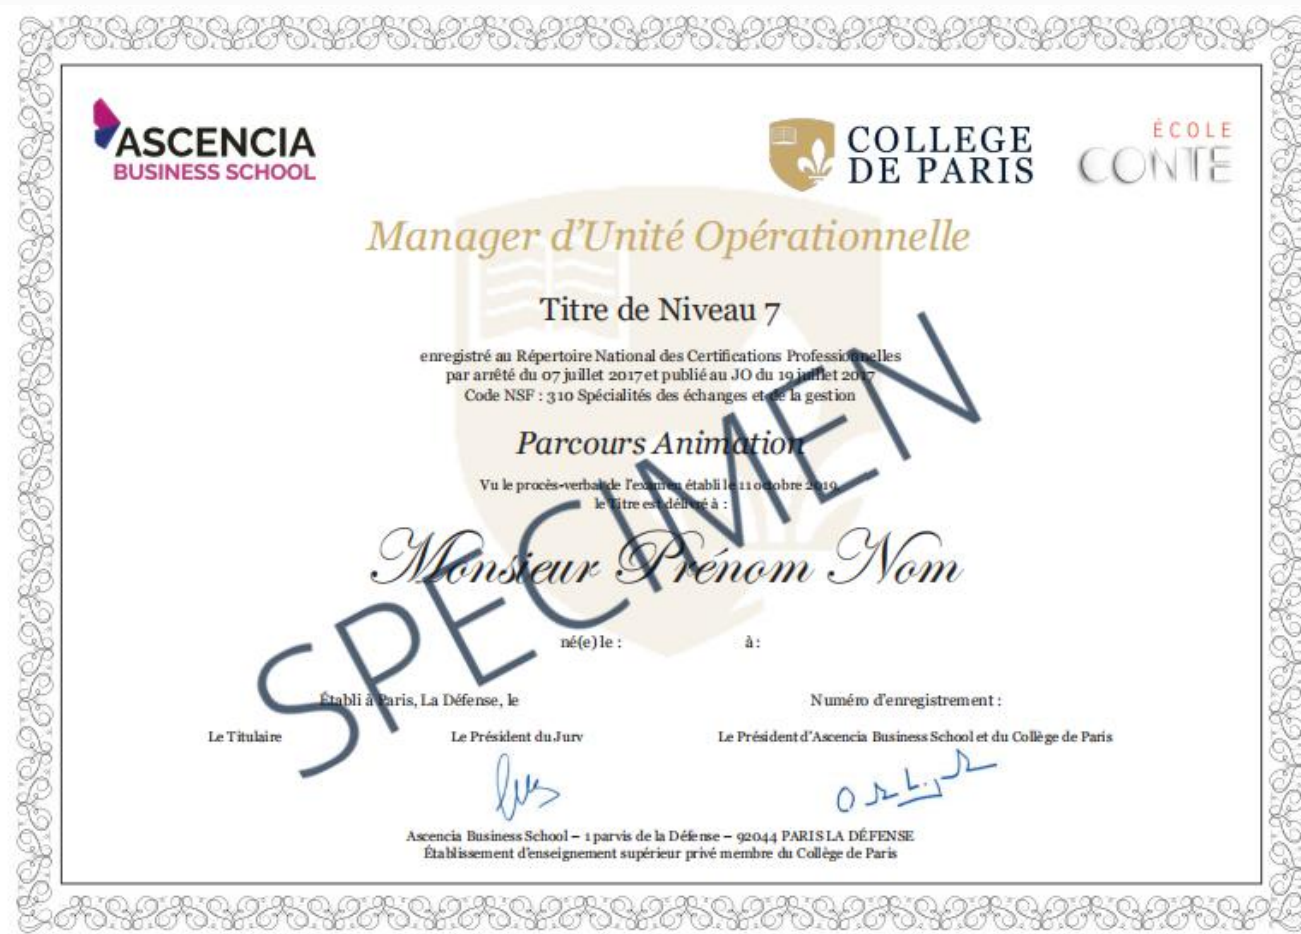 ASCENCIA
BUSINESS SCHOOL
COLLEGE
DE PARIS
ÉCOLE
CONTE
Manager d'Unité Opérationnelle
Titre de Niveau 7
enregistré au Répertoire National des Certifications Professionnelles
par arrêté du 07 juillet 2017 et publié au JO du 19 juillet 2017
Code NSF : 310 Spécialités des échanges et de la gestion
Parcours Animation
Vu le procès-verbal de l'examen établi le 11 octobre 2019,
le Titre est délivré à :
Monsieur Prénom Nom
SPECIMEN
né(e) le : à :
Établi à Paris, La Défense, le Numéro d'enregistrement :
Le Titulaire Le Président du Jury Le Président d'Ascencia Business School et du Collège de Paris
Ascencia Business School – 1 parvis de la Défense – 92044 PARIS LA DÉFENSE
Établissement d'enseignement supérieur privé membre du Collège de Paris